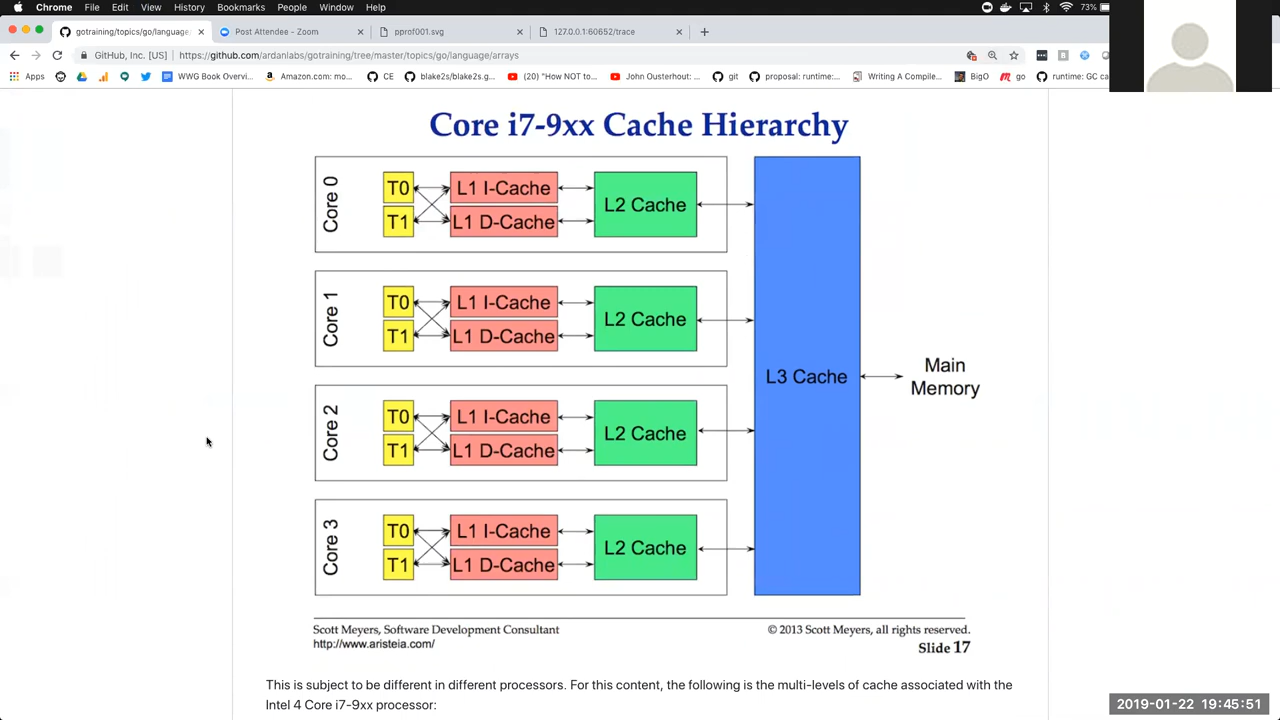 Chrome File Edit View History Bookmarks People Window Help
73%
gotraining/topics/go/language
Post Attendee - Zoom
pprof001.svg
127.0.0.1:60652/trace
GitHub, Inc. [US] | https://github.com/ardanlabs/gotraining/tree/master/topics/go/language/arrays
Apps
WWG Book Overvi...
Amazon.com: mo...
CE
blake2s/blake2s.g...
(20) "How NOT to...
John Ousterhout:...
git
proposal: runtime:...
Writing A Compile...
BigO
go
runtime: GC ca
Core i7-9xx Cache Hierarchy
Core 0
T0
L1 I-Cache
T1
L1 D-Cache
L2 Cache
Core 1
T0
L1 I-Cache
T1
L1 D-Cache
L2 Cache
Core 2
T0
L1 I-Cache
T1
L1 D-Cache
L2 Cache
Core 3
T0
L1 I-Cache
T1
L1 D-Cache
L2 Cache
L3 Cache
Main
Memory
Scott Meyers, Software Development Consultant
http://www.aristeia.com/
© 2013 Scott Meyers, all rights reserved.
Slide 17
This is subject to be different in different processors. For this content, the following is the multi-levels of cache associated with the
Intel 4 Core i7-9xx processor:
2019-01-22 19:45:51